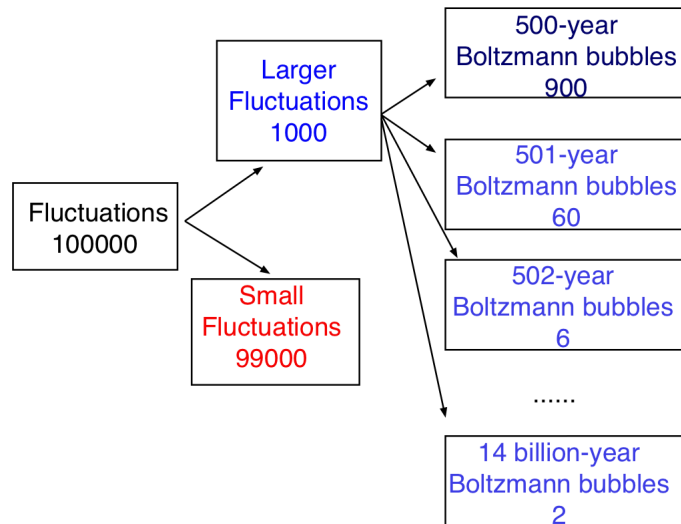 Fluctuations
100000
Larger
Fluctuations
1000
Small
Fluctuations
99000
500-year
Boltzmann bubbles
900
501-year
Boltzmann bubbles
60
502-year
Boltzmann bubbles
6
......
14 billion-year
Boltzmann bubbles
2